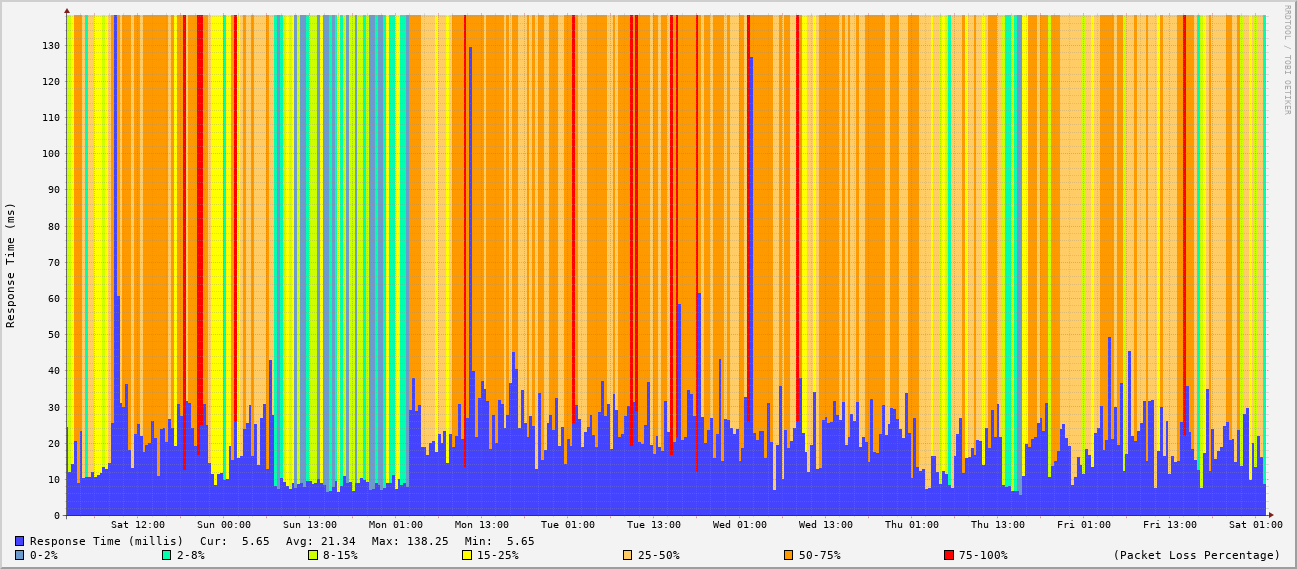 RRDTOOL / TOBI OETIKER
Response Time (ms)
130
120
110
100
90
80
70
60
50
40
30
20
10
0
Sat 12:00 Sun 00:00 Sun 13:00 Mon 01:00 Mon 13:00 Tue 01:00 Tue 13:00 Wed 01:00 Wed 13:00 Thu 01:00 Thu 13:00 Fri 01:00 Fri 13:00 Sat 01:00
Response Time (millis) Cur: 5.65 Avg: 21.34 Max: 138.25 Min: 5.65
0-2% 2-8% 8-15% 15-25% 25-50% 50-75% 75-100% (Packet Loss Percentage)